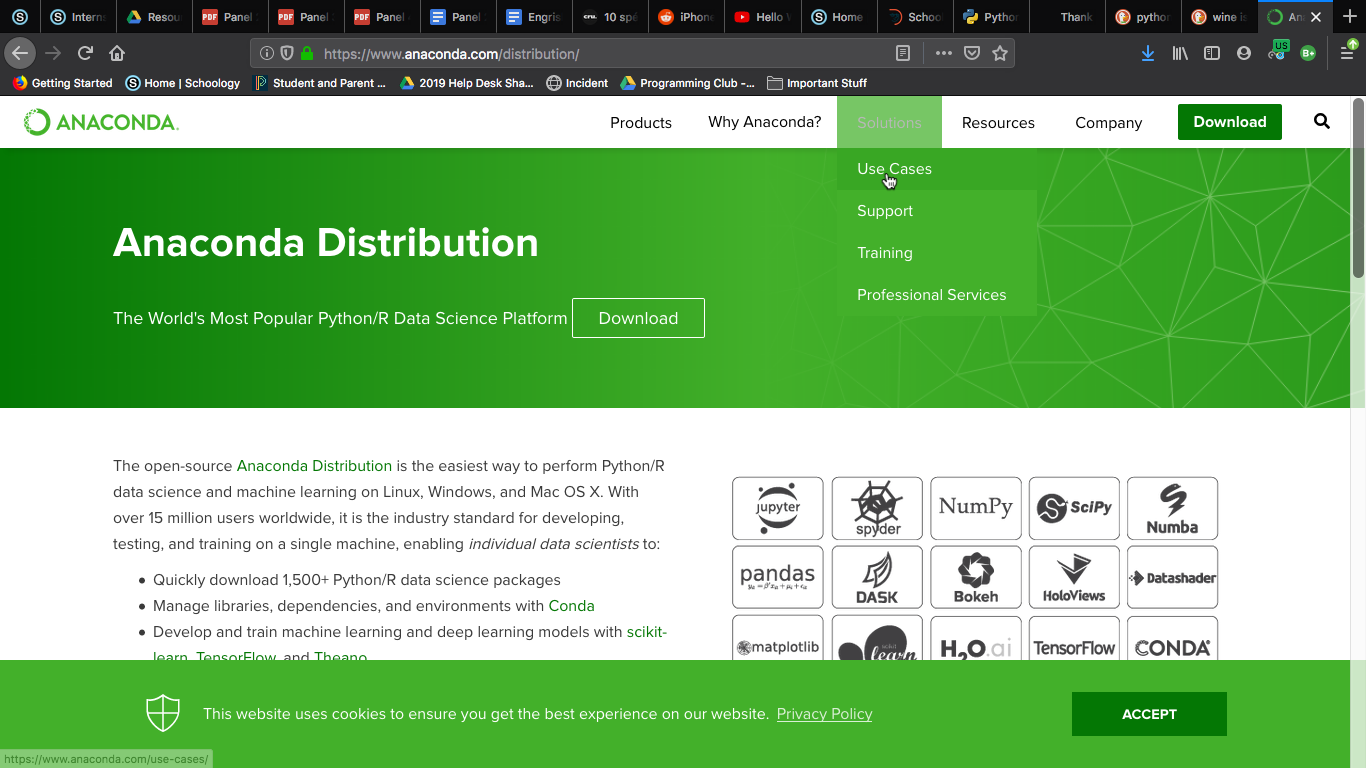 Interns
Resour
Panel
Panel
Panel
Panel
Engris
10 spé
iPhone
Hello
Home
School
Python
Thank
python
wine is
An
https://www.anaconda.com/distribution/
US
B+
Getting Started
Home | Schoology
Student and Parent ...
2019 Help Desk Sha...
Incident
Programming Club -...
Important Stuff
ANACONDA.
Products
Why Anaconda?
Solutions
Resources
Company
Download
Use Cases
Support
Training
Professional Services
Anaconda Distribution
The World's Most Popular Python/R Data Science Platform
Download
The open-source Anaconda Distribution is the easiest way to perform Python/R
data science and machine learning on Linux, Windows, and Mac OS X. With
over 15 million users worldwide, it is the industry standard for developing,
testing, and training on a single machine, enabling individual data scientists to:
• Quickly download 1,500+ Python/R data science packages
• Manage libraries, dependencies, and environments with Conda
• Develop and train machine learning and deep learning models with scikit-
learn, TensorFlow, and Theano
jupyter
spyder
NumPy
SciPy
Numba
pandas
DASK
Bokeh
HoloViews
Datashader
matplotlib
learn
H2O.ai
TensorFlow
CONDA
This website uses cookies to ensure you get the best experience on our website. Privacy Policy
ACCEPT
https://www.anaconda.com/use-cases/